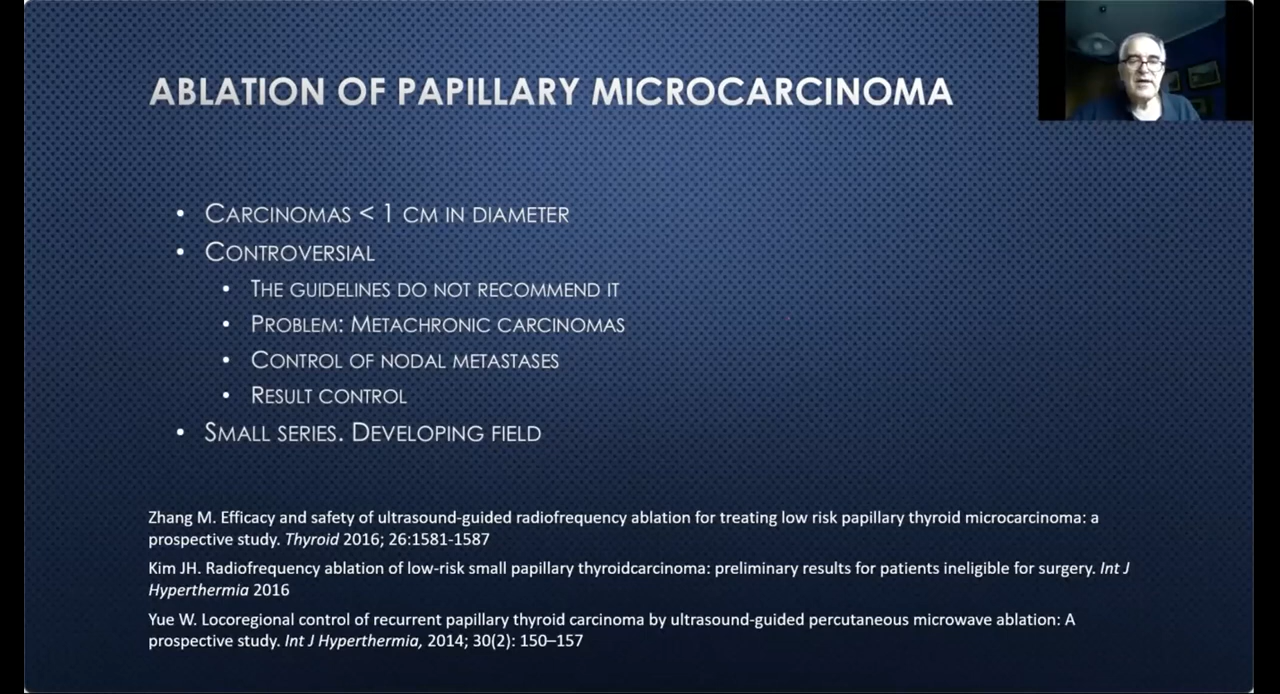 ABLATION OF PAPILLARY MICROCARCINOMA
• CARCINOMAS < 1 CM IN DIAMETER
• CONTROVERSIAL
• THE GUIDELINES DO NOT RECOMMEND IT
• PROBLEM: METACHRONIC CARCINOMAS
• CONTROL OF NODAL METASTASES
• RESULT CONTROL
• SMALL SERIES. DEVELOPING FIELD
Zhang M. Efficacy and safety of ultrasound-guided radiofrequency ablation for treating low risk papillary thyroid microcarcinoma: a
prospective study. Thyroid 2016; 26:1581-1587
Kim JH. Radiofrequency ablation of low-risk small papillary thyroidcarcinoma: preliminary results for patients ineligible for surgery. Int J
Hyperthermia 2016
Yue W. Locoregional control of recurrent papillary thyroid carcinoma by ultrasound-guided percutaneous microwave ablation: A
prospective study. Int J Hyperthermia, 2014; 30(2): 150–157